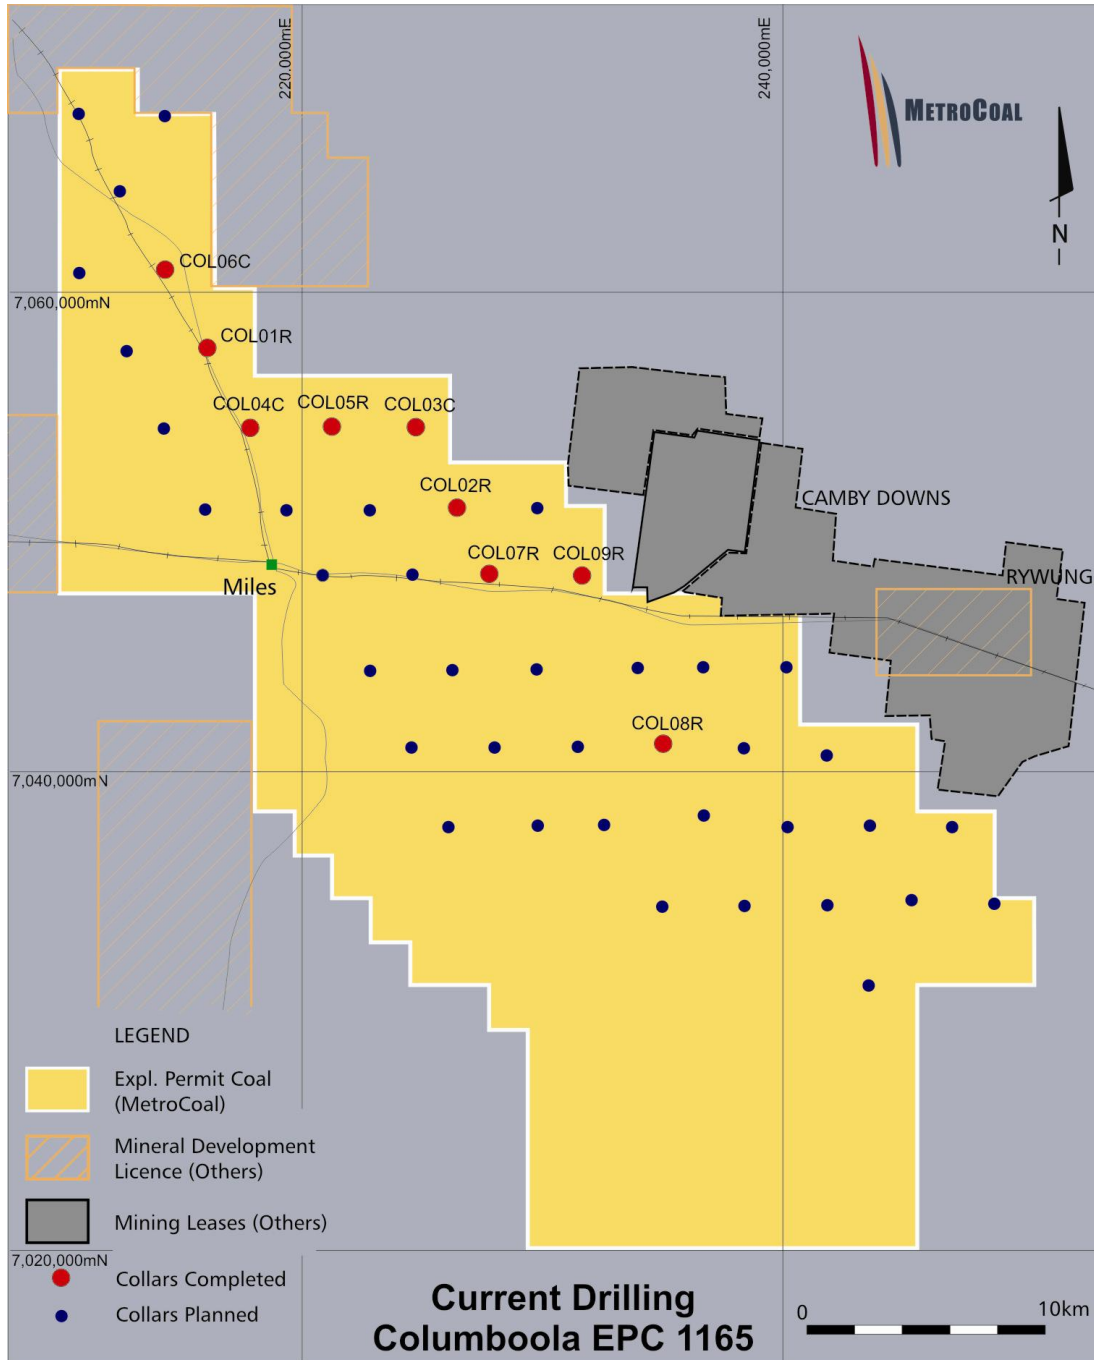 220.000mE
240,000mE
METROCOAL
N
COL06C
7,060,000mN
COL01R
COL04C
COL05R
COL03C
COL02R
CAMBY DOWNS
COL07R
COL09R
Miles
RYWUNG
COL08R
7,040,000mN
LEGEND
Expl. Permit Coal
(MetroCoal)
Mineral Development
Licence (Others)
Mining Leases (Others)
7,020,000mN
Collars Completed
Collars Planned
Current Drilling
Columboola EPC 1165
0
10km